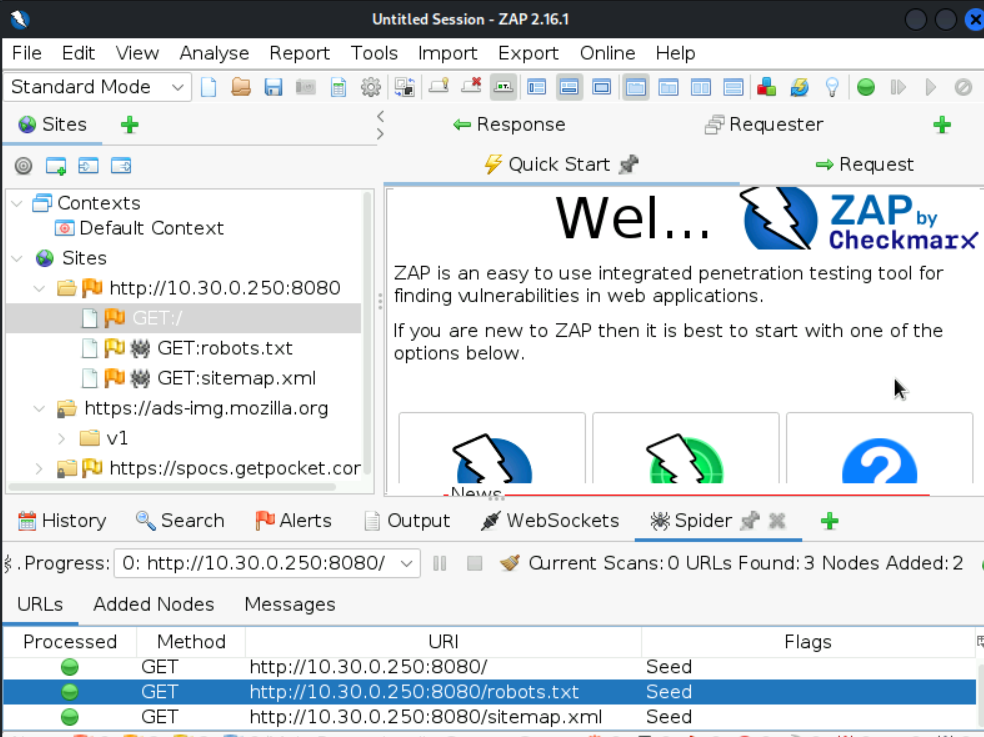 Untitled Session - ZAP 2.16.1
File Edit View Analyse Report Tools Import Export Online Help
Standard Mode
Sites
Response
Requester
Quick Start
Request
Contexts
Default Context
Sites
http://10.30.0.250:8080
GET:/
GET:robots.txt
GET:sitemap.xml
https://ads-img.mozilla.org
v1
https://spocs.getpocket.cor
Wel...
ZAP by
Checkmarx
ZAP is an easy to use integrated penetration testing tool for
finding vulnerabilities in web applications.
If you are new to ZAP then it is best to start with one of the
options below.
?
News
History Search Alerts Output WebSockets Spider
Progress: 0: http://10.30.0.250:8080/ Current Scans: 0 URLs Found: 3 Nodes Added: 2
URLs Added Nodes Messages
Processed Method URI Flags
GET http://10.30.0.250:8080/ Seed
GET http://10.30.0.250:8080/robots.txt Seed
GET http://10.30.0.250:8080/sitemap.xml Seed